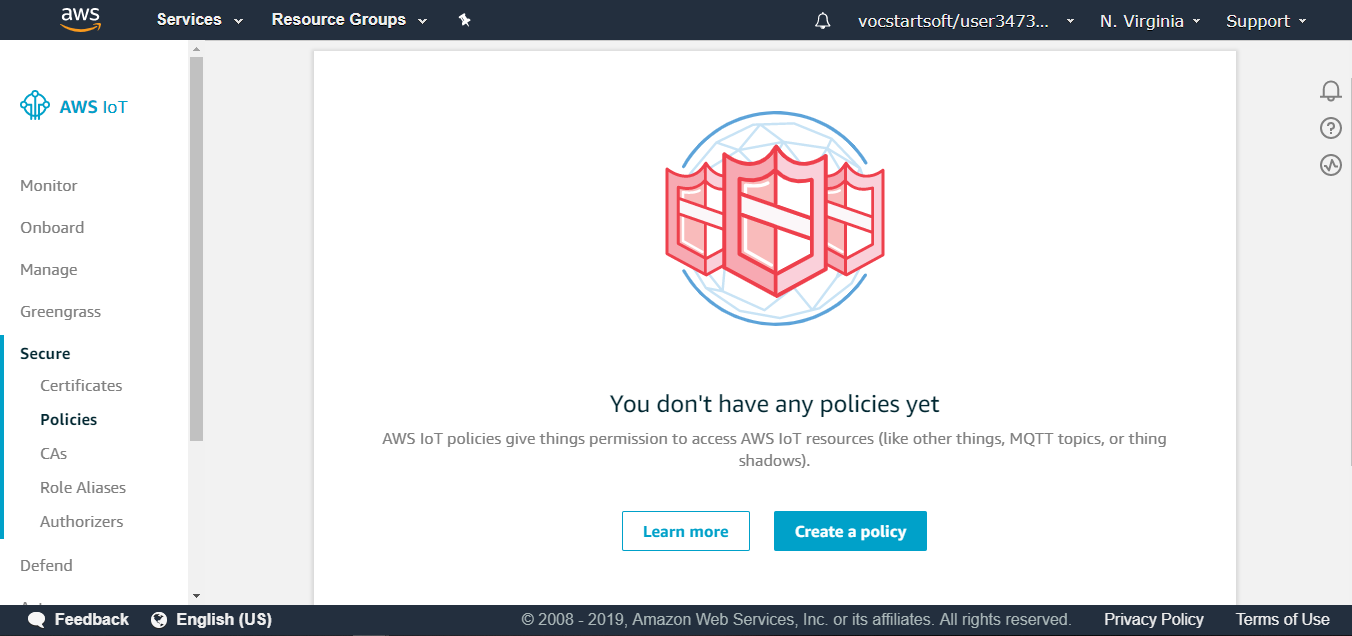 aws Services Resource Groups vocstartsoft/user3473... N. Virginia Support
AWS IoT
Monitor
Onboard
Manage
Greengrass
Secure
Certificates
Policies
CAs
Role Aliases
Authorizers
Defend
You don't have any policies yet
AWS IoT policies give things permission to access AWS IoT resources (like other things, MQTT topics, or thing
shadows).
Learn more Create a policy
Feedback English (US) © 2008 - 2019, Amazon Web Services, Inc. or its affiliates. All rights reserved. Privacy Policy Terms of Use